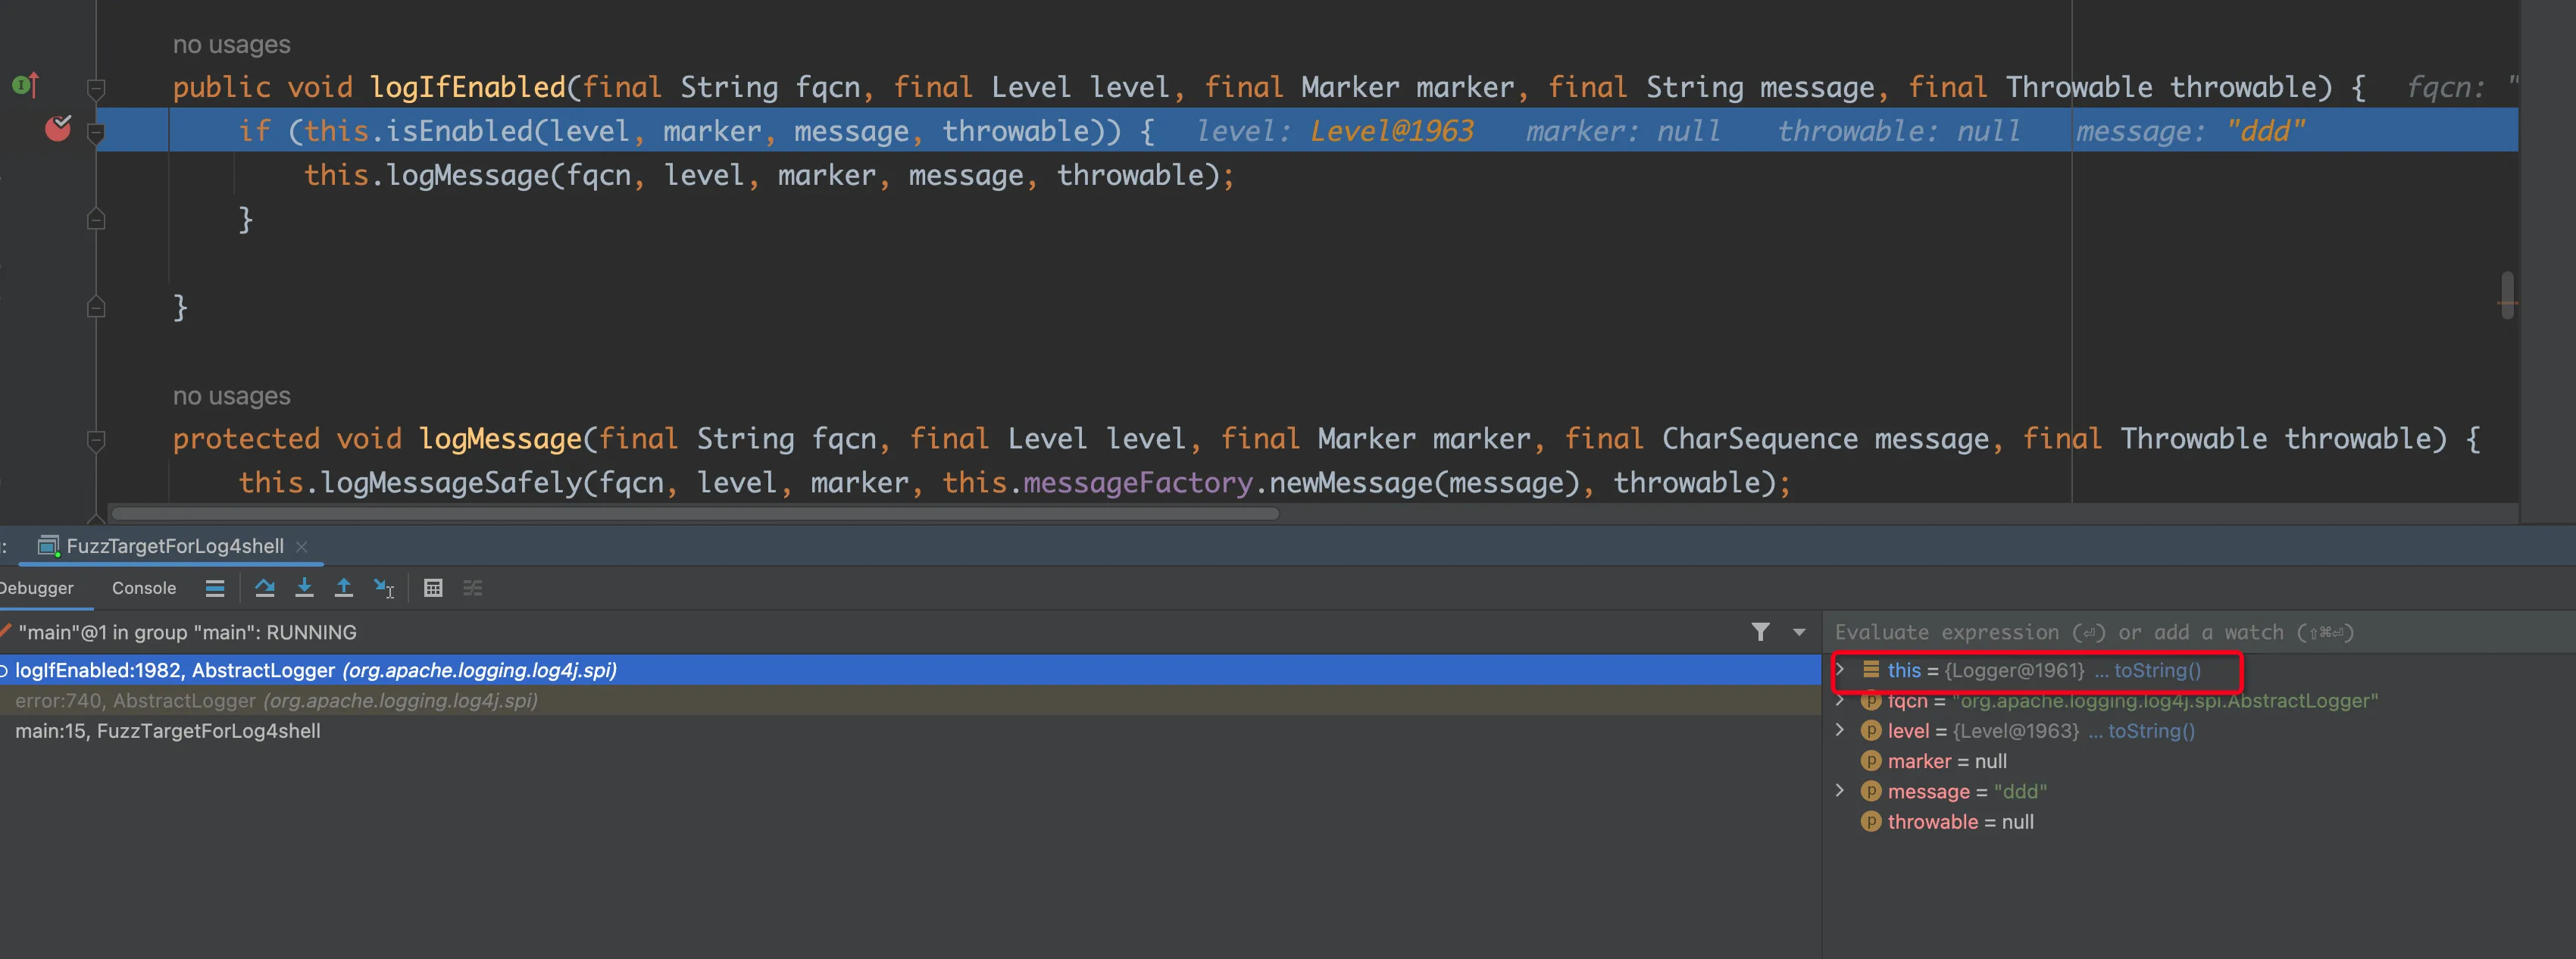 no usages
public void logIfEnabled(final String fqcn, final Level level, final Marker marker, final String message, final Throwable throwable) { fqcn: "
if (this.isEnabled(level, marker, message, throwable)) { level: Level@1963 marker: null throwable: null message: "ddd"
this.logMessage(fqcn, level, marker, message, throwable);
}
}
no usages
protected void logMessage(final String fqcn, final Level level, final Marker marker, final CharSequence message, final Throwable throwable) {
this.logMessageSafely(fqcn, level, marker, this.messageFactory.newMessage(message), throwable);
: FuzzTargetForLog4shell
Debugger Console
"main"@1 in group "main": RUNNING
logIfEnabled:1982, AbstractLogger (org.apache.logging.log4j.spi)
error:740, AbstractLogger (org.apache.logging.log4j.spi)
main:15, FuzzTargetForLog4shell
Evaluate expression (⏎) or add a watch (⇧⌘⏎)
this = {Logger@1961} ... toString()
fqcn = "org.apache.logging.log4j.spi.AbstractLogger"
level = {Level@1963} ... toString()
marker = null
message = "ddd"
throwable = null